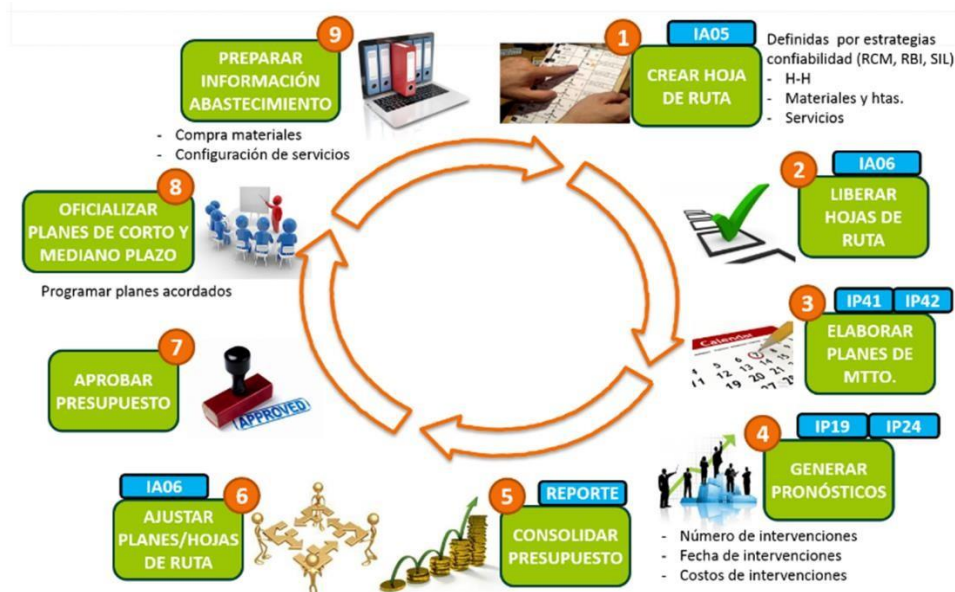 1
IA05
CREAR HOJA
DE RUTA
Definidas por estrategias
confiabilidad (RCM, RBI, SIL)
- H-H
- Materiales y htas.
- Servicios
2
IA06
LIBERAR
HOJAS DE
RUTA
3
IP41 IP42
ELABORAR
PLANES DE
MTTO.
Calendar
4
IP19 IP24
GENERAR
PRONÓSTICOS
- Número de intervenciones
- Fecha de intervenciones
- Costos de intervenciones
5
REPORTE
CONSOLIDAR
PRESUPUESTO
6
IA06
AJUSTAR
PLANES/HOJAS
DE RUTA
7
APROBAR
PRESUPUESTO
APPROVED
8
OFICIALIZAR
PLANES DE CORTO Y
MEDIANO PLAZO
Programar planes acordados
9
PREPARAR
INFORMACIÓN
ABASTECIMIENTO
- Compra materiales
- Configuración de servicios